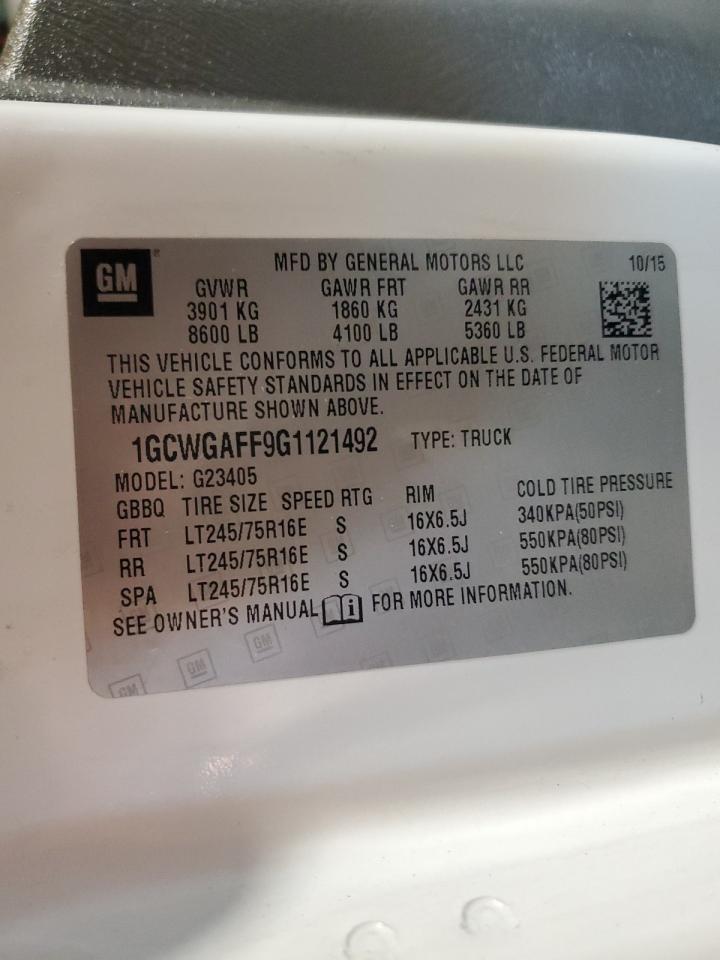 GM
MFD BY GENERAL MOTORS LLC 10/15
GVWR GAWR FRT GAWR RR
3901 KG 1860 KG 2431 KG
8600 LB 4100 LB 5360 LB
THIS VEHICLE CONFORMS TO ALL APPLICABLE U.S. FEDERAL MOTOR
VEHICLE SAFETY STANDARDS IN EFFECT ON THE DATE OF
MANUFACTURE SHOWN ABOVE.
1GCWGAFF9G1121492 TYPE: TRUCK
MODEL: G23405
GBBQ TIRE SIZE SPEED RTG RIM COLD TIRE PRESSURE
FRT LT245/75R16E S 16X6.5J 340KPA(50PSI)
RR LT245/75R16E S 16X6.5J 550KPA(80PSI)
SPA LT245/75R16E S 16X6.5J 550KPA(80PSI)
SEE OWNER'S MANUAL i FOR MORE INFORMATION.
GM GM GM